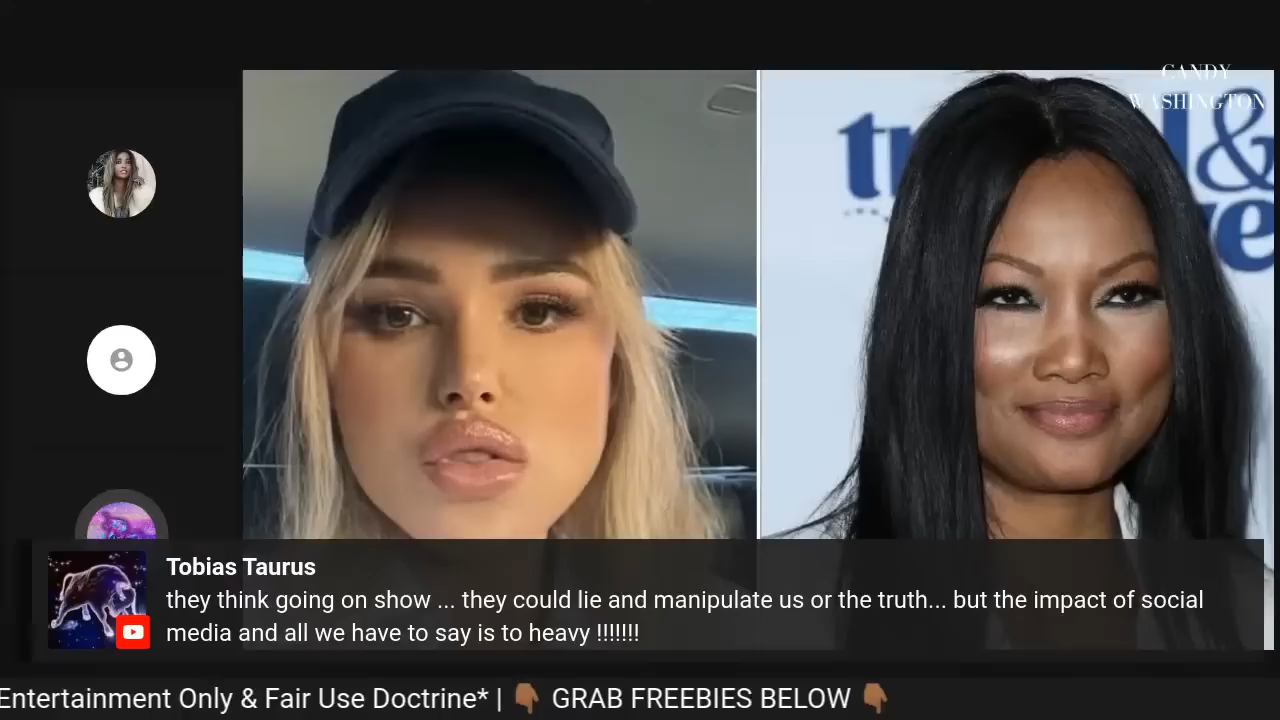 CANDY
WASHINGTON
Tobias Taurus
they think going on show ... they could lie and manipulate us or the truth... but the impact of social
media and all we have to say is to heavy !!!!!!!
Entertainment Only & Fair Use Doctrine* | 👇🏾 GRAB FREEBIES BELOW 👇🏾